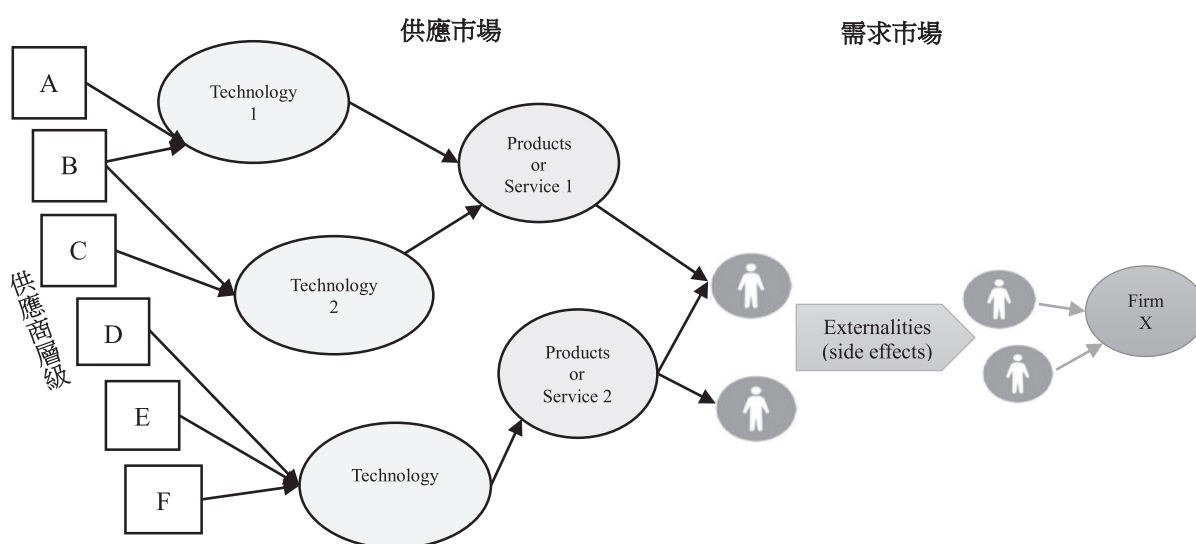 供應市場
需求市場
A
B
C
D
E
F
供應商層級
Technology
1
Technology
2
Technology
Products
or
Service 1
Products
or
Service 2
Externalities
(side effects)
Firm
X